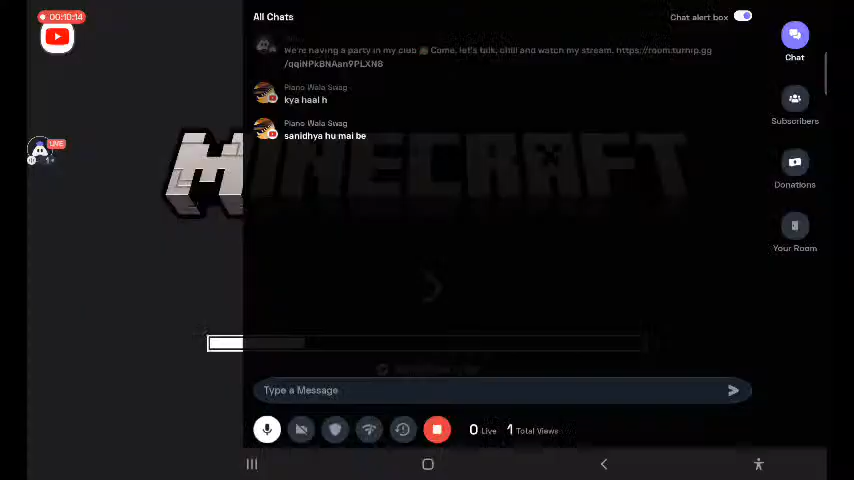 00:10:14
All Chats
Chat alert box
We're having a party in my club Come, let's talk, chill and watch my stream. https://room.turnip.gg
/qqiNPkBNAan9PLXN8
Chat
Piano Wala Swag
kya haal h
Subscribers
Piano Wala Swag
sanidhya hu mai be
LIVE
MINECRAFT
Donations
Your Room
Type a Message
0 Live 1 Total Views